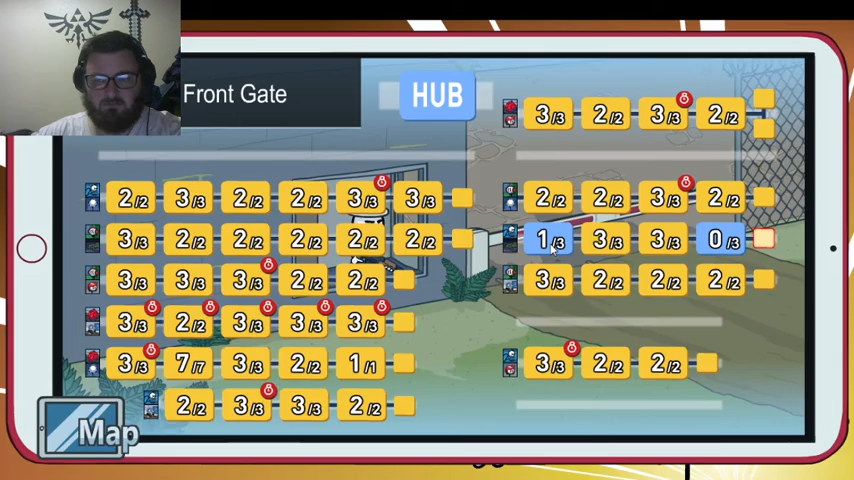 Front Gate
HUB
3/3 2/2 3/3 2/2
2/2 3/3 2/2 2/2 3/3 3/3
2/2 2/2 3/3 2/2
3/3 2/2 2/2 2/2 2/2 2/2
1/3 3/3 3/3 0/3
3/3 3/3 3/3 2/2 2/2
3/3 2/2 2/2 2/2
3/3 2/2 3/3 3/3 3/3
3/3 7/7 3/3 2/2 1/1
3/3 2/2 2/2
2/2 3/3 3/3 2/2
Map